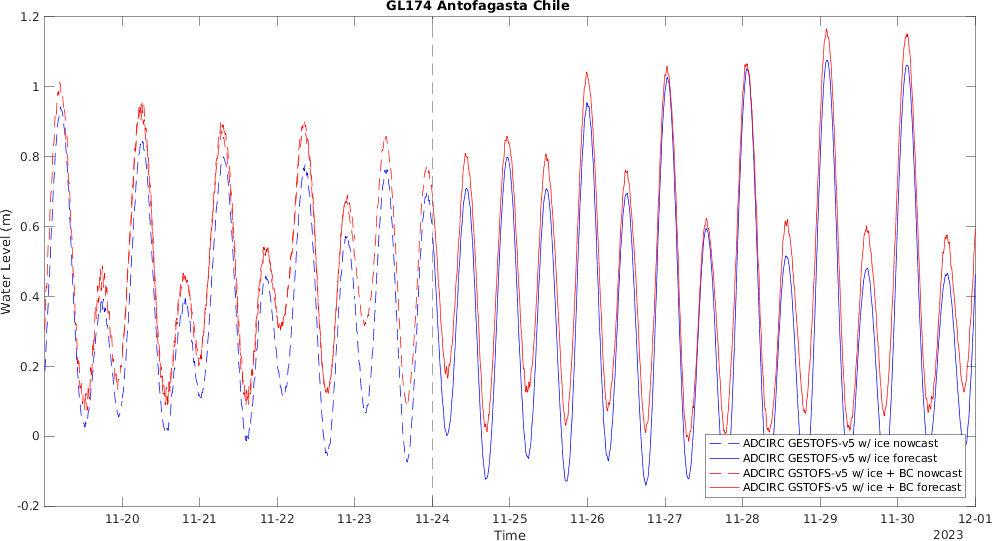 GL174 Antofagasta Chile
1.2
1
0.8
0.6
0.4
0.2
0
-0.2
Water Level (m)
11-20 11-21 11-22 11-23 11-24 11-25 11-26 11-27 11-28 11-29 11-30 12-01
Time
2023
ADCIRC GESTOFS-v5 w/ ice nowcast
ADCIRC GESTOFS-v5 w/ ice forecast
ADCIRC GSTOFS-v5 w/ ice + BC nowcast
ADCIRC GSTOFS-v5 w/ ice + BC forecast